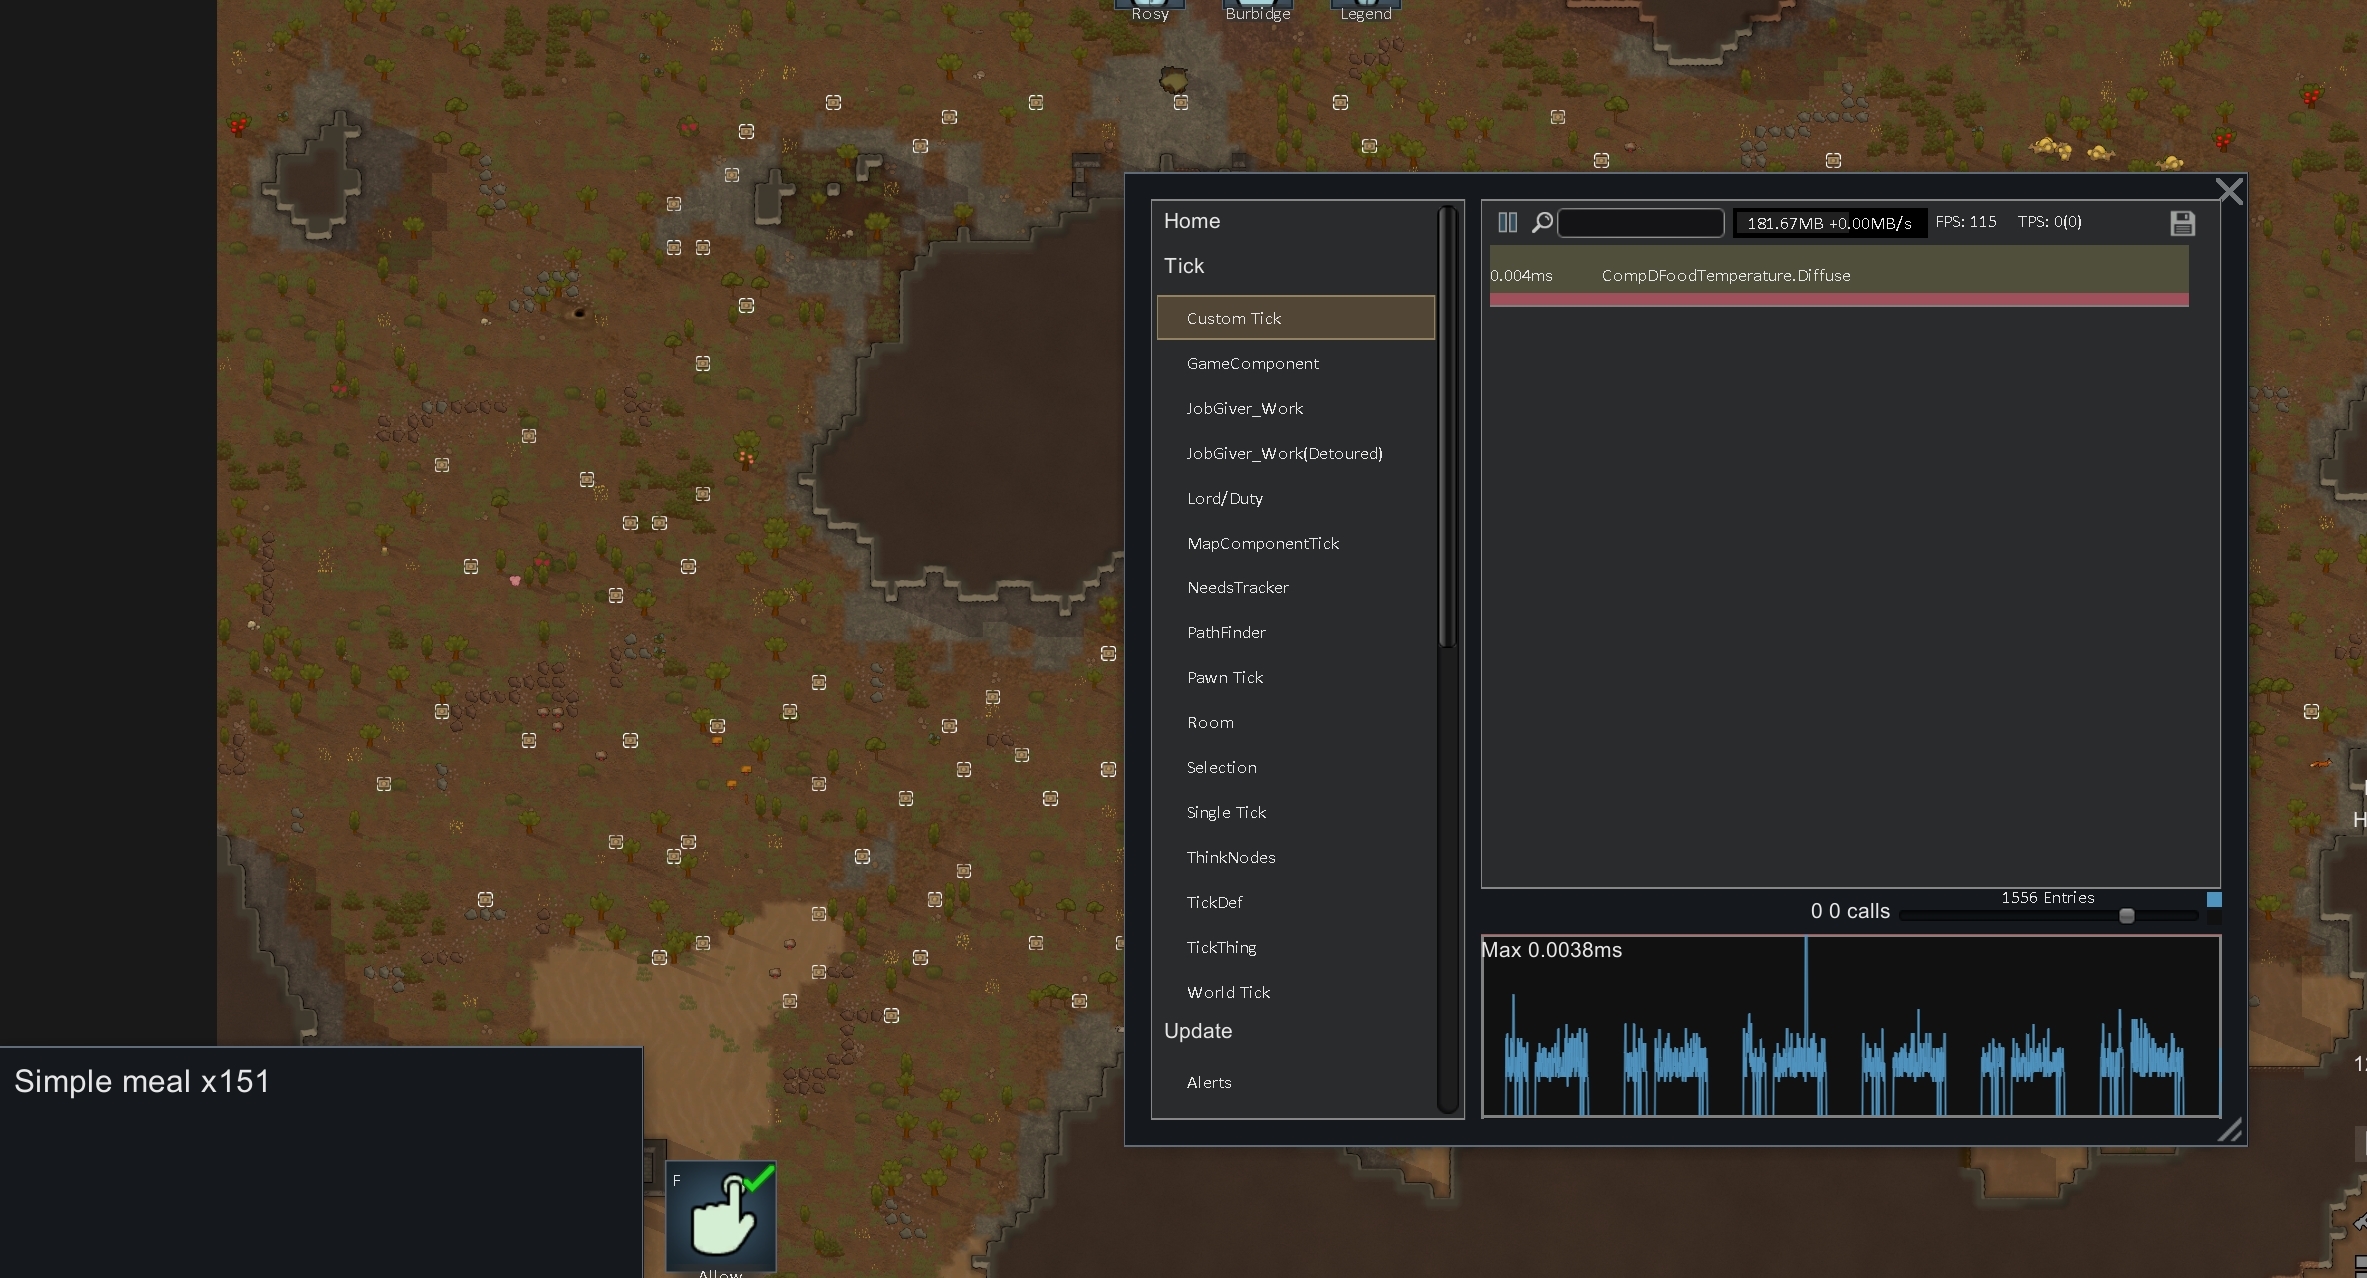 Rosy
Burbidge
Legend
Home
Tick
Custom Tick
GameComponent
JobGiver_Work
JobGiver_Work(Detoured)
Lord/Duty
MapComponentTick
NeedsTracker
PathFinder
Pawn Tick
Room
Selection
Single Tick
ThinkNodes
TickDef
TickThing
World Tick
Update
Alerts
181.67MB +0.00MB/s
FPS: 115
TPS: 0(0)
0.004ms
CompDFoodTemperature.Diffuse
0 0 calls
1556 Entries
Max 0.0038ms
Simple meal x151
F
Allow